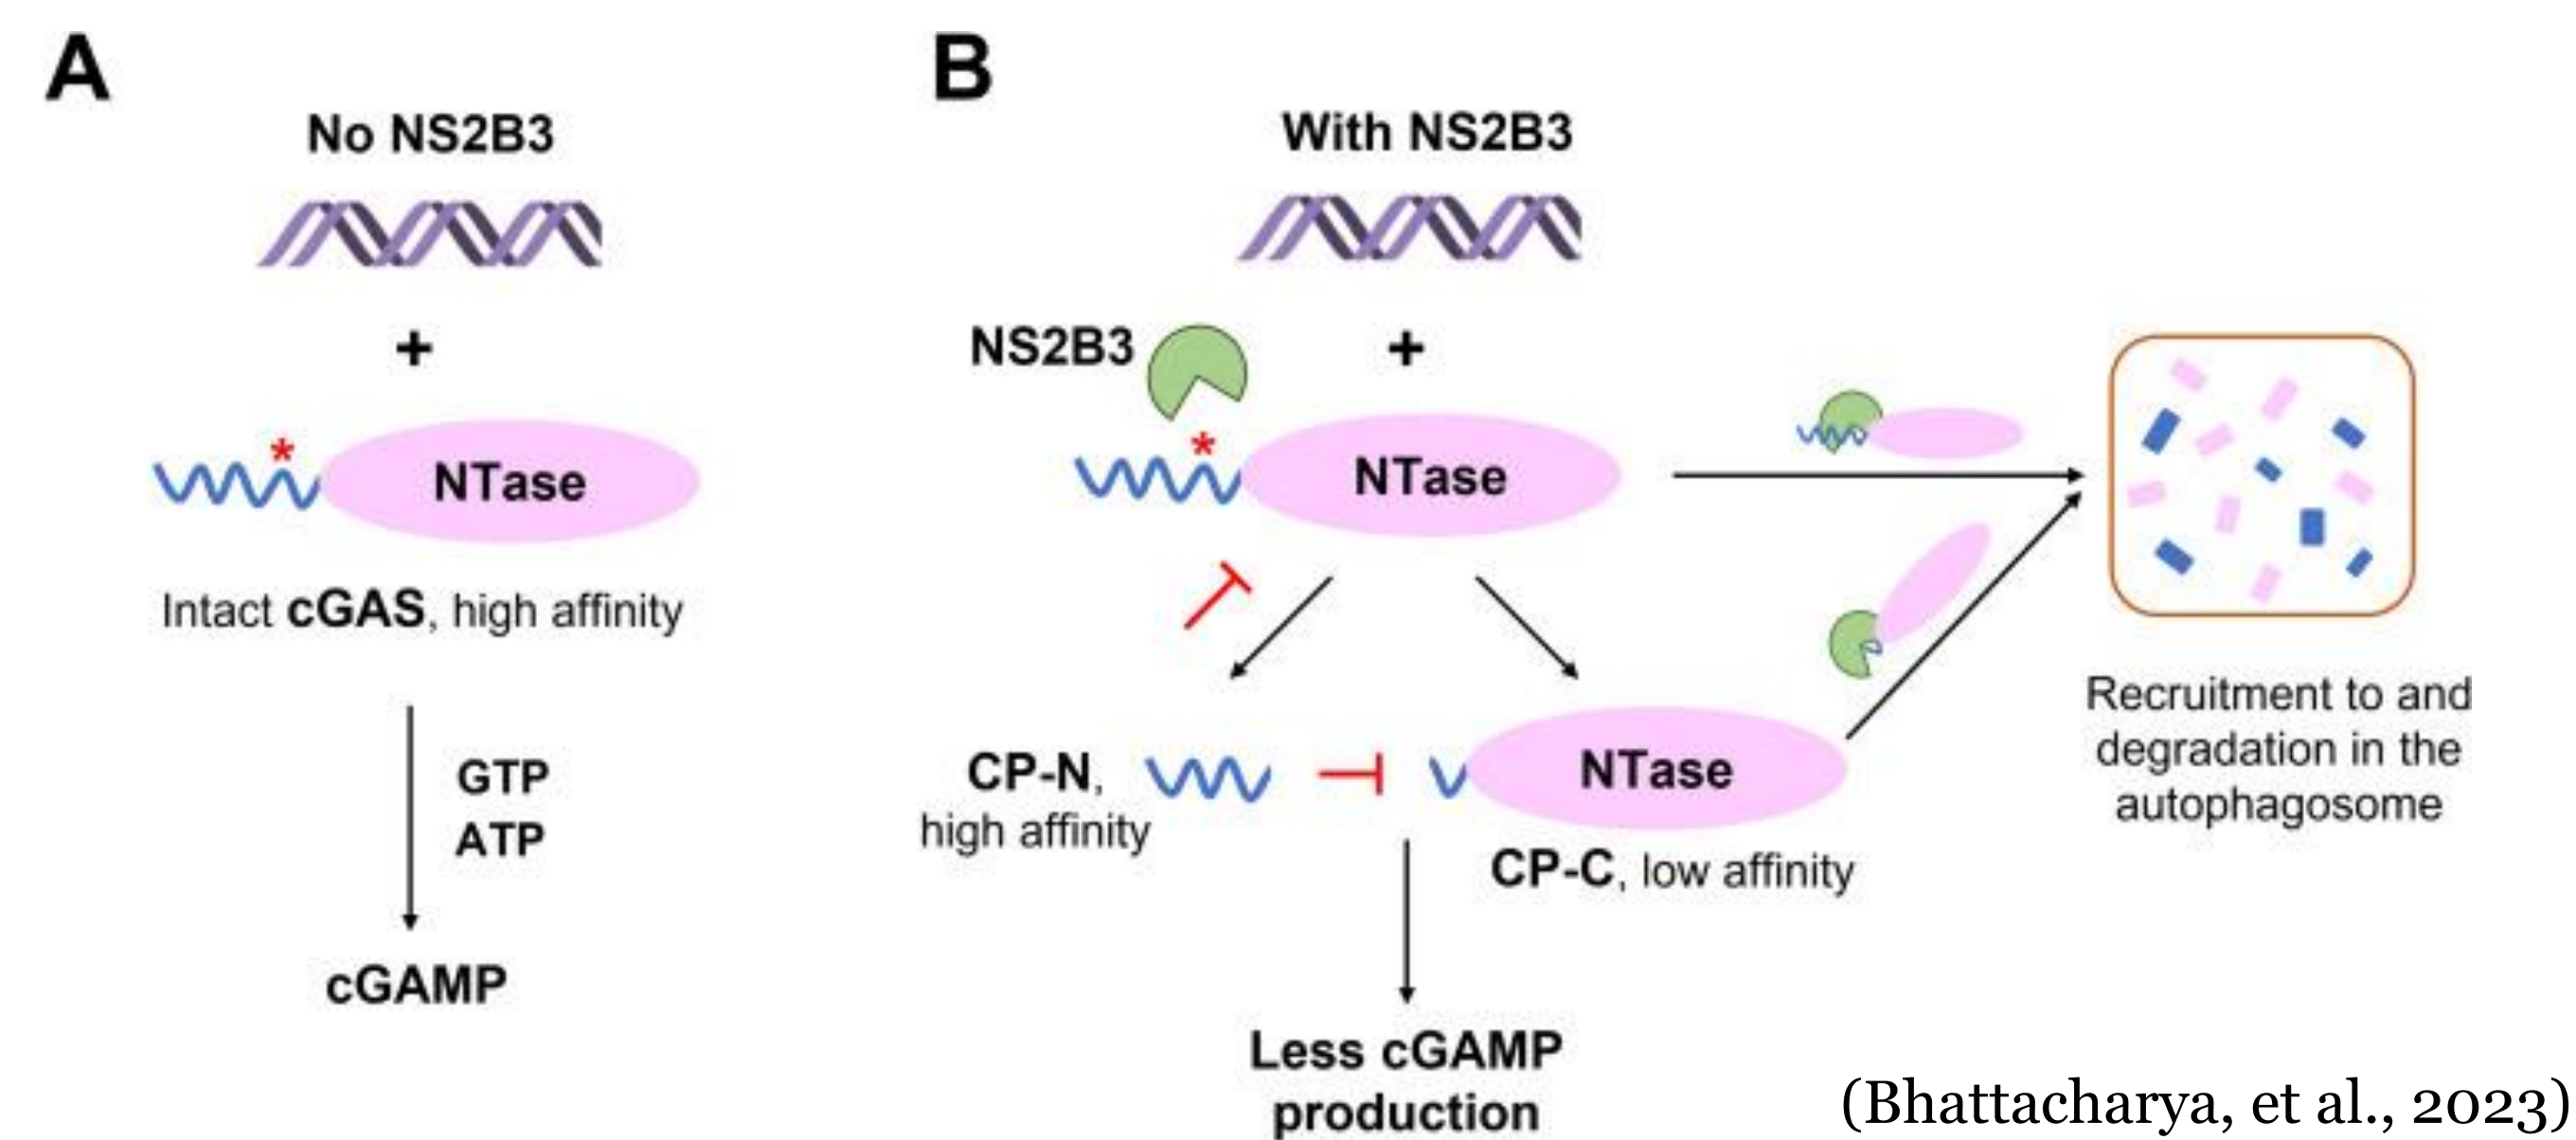 A
No NS2B3
+
*
NTase
Intact cGAS, high affinity
GTP
ATP
cGAMP
B
With NS2B3
NS2B3
+
*
NTase
CP-N,
high affinity
NTase
CP-C, low affinity
Less cGAMP
production
Recruitment to and
degradation in the
autophagosome
(Bhattacharya, et al., 2023)